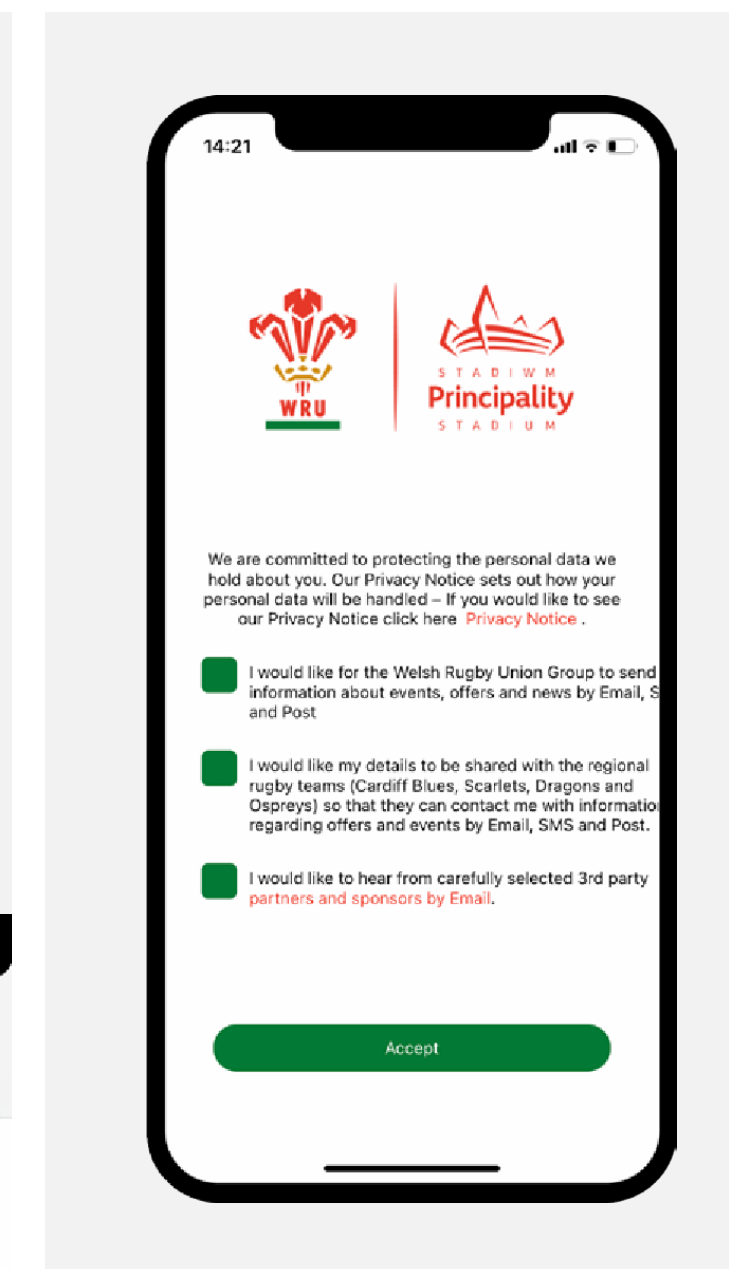 14:21
WRU
STADIWM
Principality
STADIUM
We are committed to protecting the personal data we
hold about you. Our Privacy Notice sets out how your
personal data will be handled – If you would like to see
our Privacy Notice click here Privacy Notice .
I would like for the Welsh Rugby Union Group to send
information about events, offers and news by Email, S
and Post
I would like my details to be shared with the regional
rugby teams (Cardiff Blues, Scarlets, Dragons and
Ospreys) so that they can contact me with informatio
regarding offers and events by Email, SMS and Post.
I would like to hear from carefully selected 3rd party
partners and sponsors by Email.
Accept